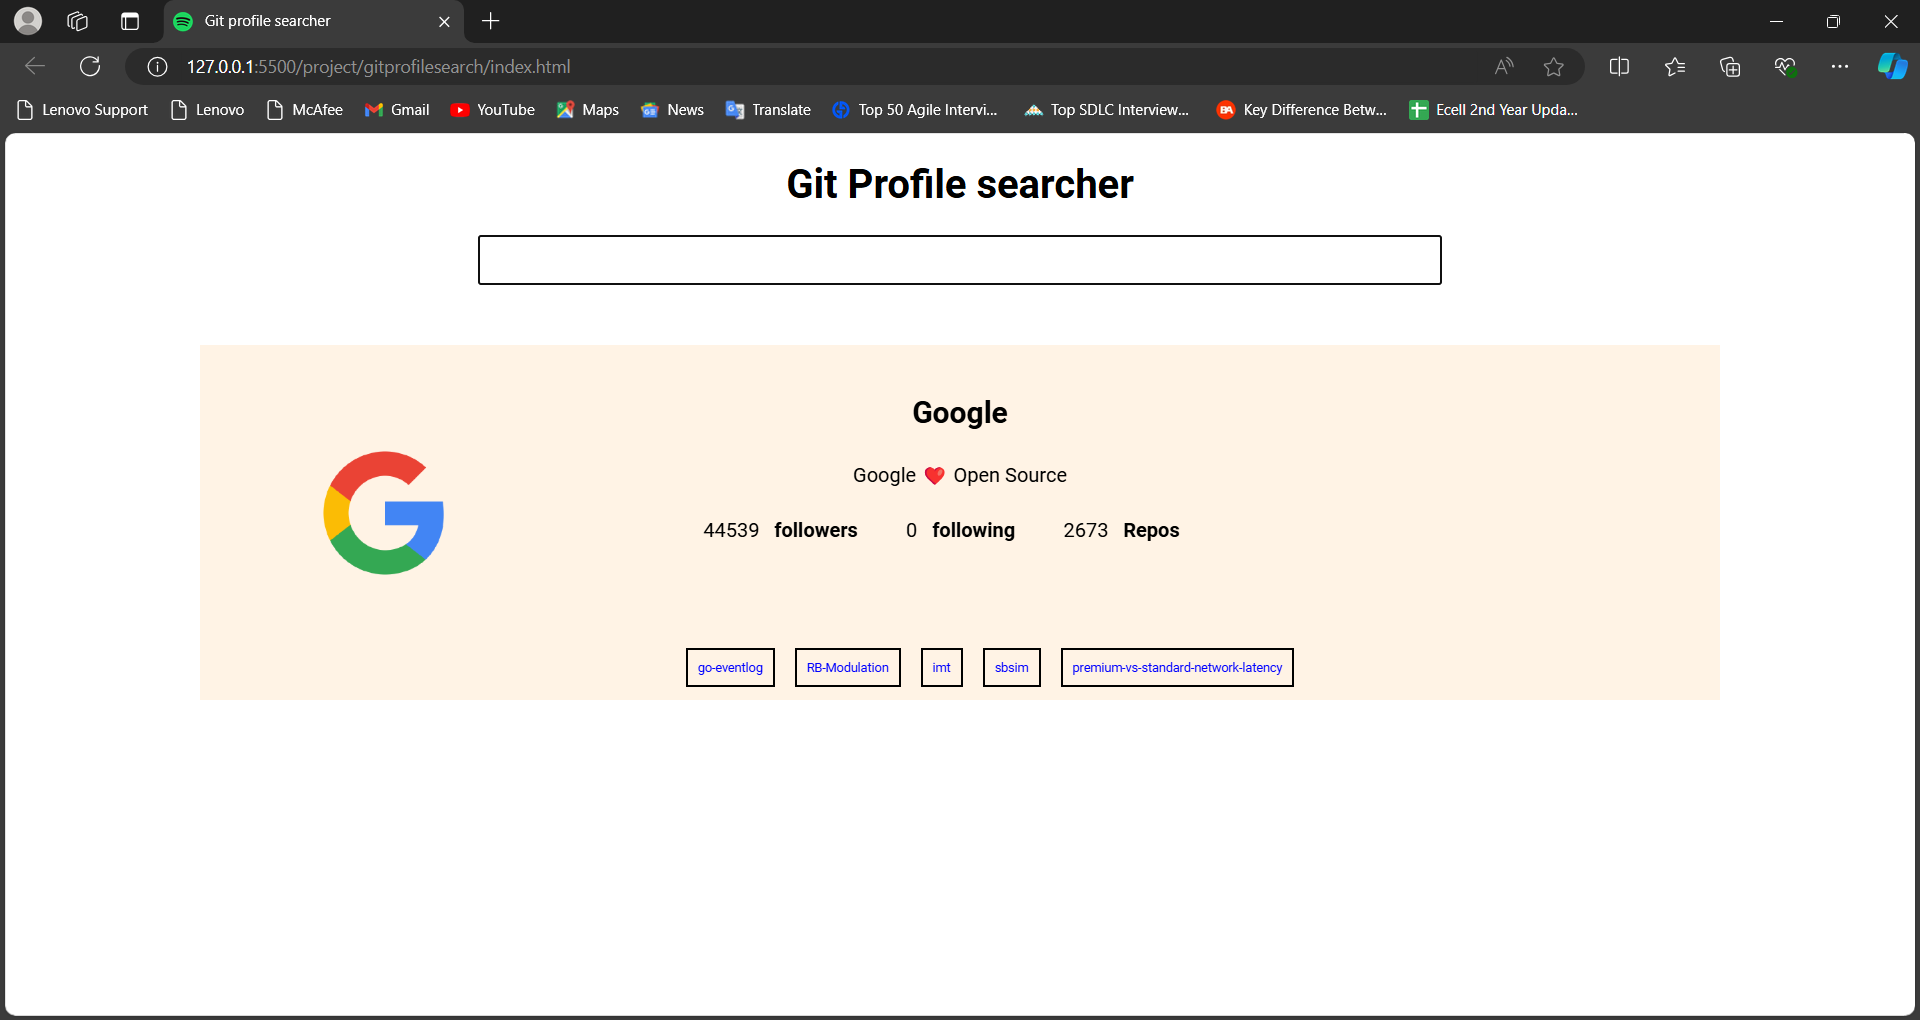 Git profile searcher
127.0.0.1:5500/project/gitprofilesearch/index.html
Lenovo Support Lenovo McAfee Gmail YouTube Maps News Translate Top 50 Agile Intervi... Top SDLC Interview... Key Difference Betw... Ecell 2nd Year Upda...
Git Profile searcher
Google
Google ❤️ Open Source
44539 followers 0 following 2673 Repos
go-eventlog RB-Modulation imt sbsim premium-vs-standard-network-latency